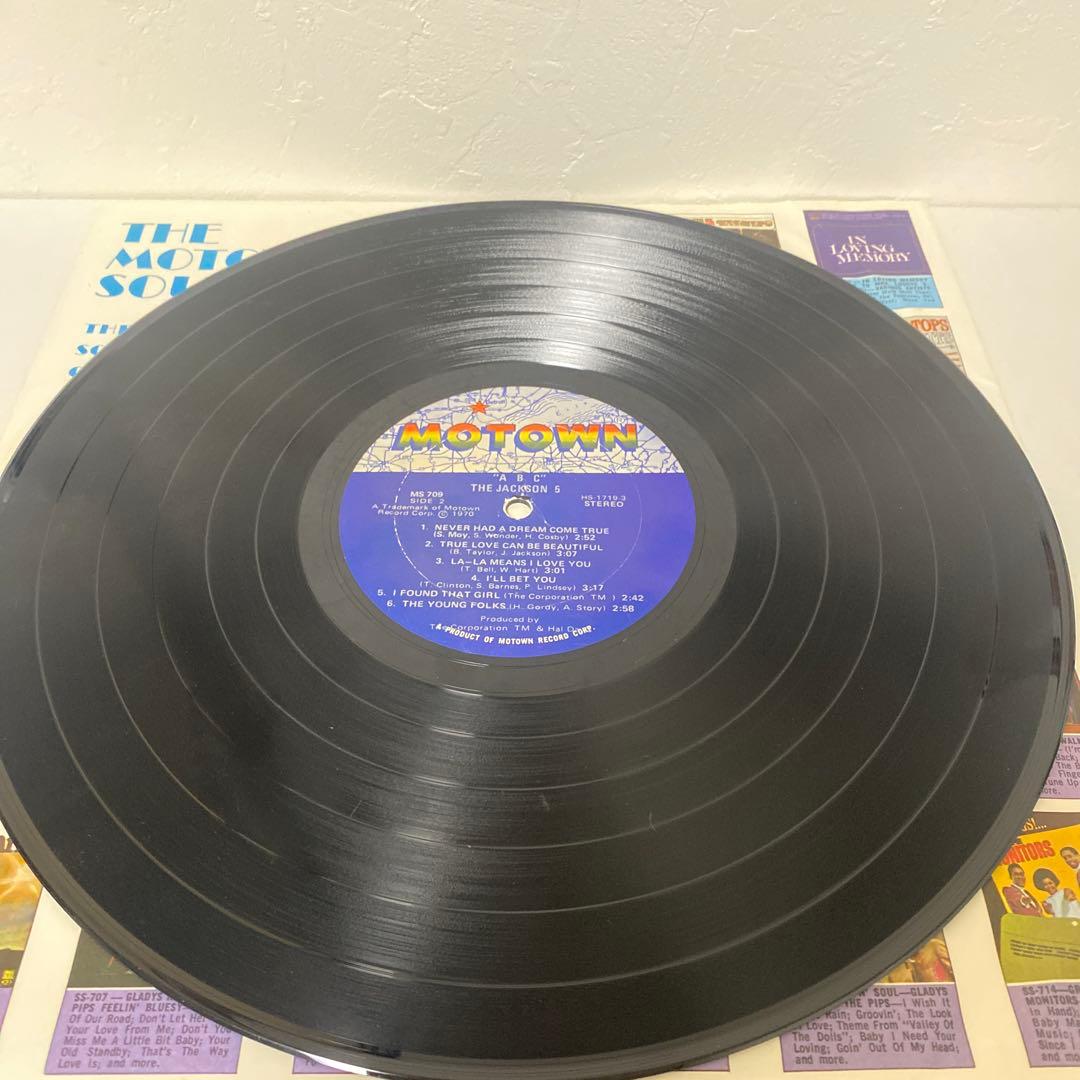 THE
MOTO
SOU
IN
LOVING
MEMORY
TOPS
MOTOWN
"A B C"
THE JACKSON 5
MS 709
SIDE 2
A Trademark of Motown
Record Corp. © 1970
HS-1719-3
STEREO
1. NEVER HAD A DREAM COME TRUE
(S. Moy, S. Wonder, H. Cosby) 2:52
2. TRUE LOVE CAN BE BEAUTIFUL
(B. Taylor, J. Jackson) 3:07
3. LA-LA MEANS I LOVE YOU
(T. Bell, W. Hart) 3:01
4. I'LL BET YOU
(T. Clinton, S. Barnes, P. Lindsey) 3:17
5. I FOUND THAT GIRL (The Corporation TM) 2:42
6. THE YOUNG FOLKS (H. Gordy, A. Story) 2:58
Produced by
Corporation TM & Hal
A PRODUCT OF MOTOWN RECORD CORP.
SS-707 — GLADYS
PIPS FEELIN' BLUESY
Of Our Road; Don't Let Her
Your Love From Me; Don't You
Miss Me A Little Bit Baby; Your
Old Standby; That's The Way
Love Is; and more.
SOUL—GLADYS
THE PIPS—I Wish It
Rain; Groovin'; The Look
Love; Theme From "Valley Of
The Dolls"; Baby I Need Your
Loving; Goin' Out Of My Head;
and more.
SS-714—
MONITORS
In Hand);
Baby
Music;
Since I
and more